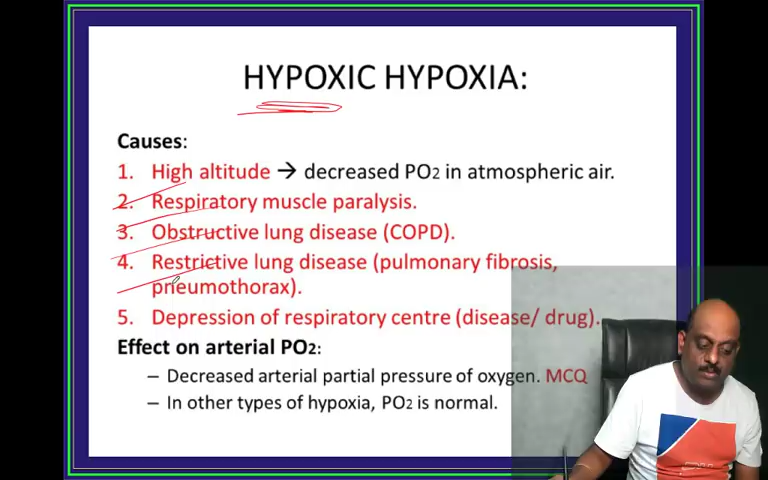 HYPOXIC HYPOXIA:
Causes:
1. High altitude → decreased PO2 in atmospheric air.
2. Respiratory muscle paralysis.
3. Obstructive lung disease (COPD).
4. Restrictive lung disease (pulmonary fibrosis,
pneumothorax).
5. Depression of respiratory centre (disease/ drug).
Effect on arterial PO2:
– Decreased arterial partial pressure of oxygen. MCQ
– In other types of hypoxia, PO2 is normal.